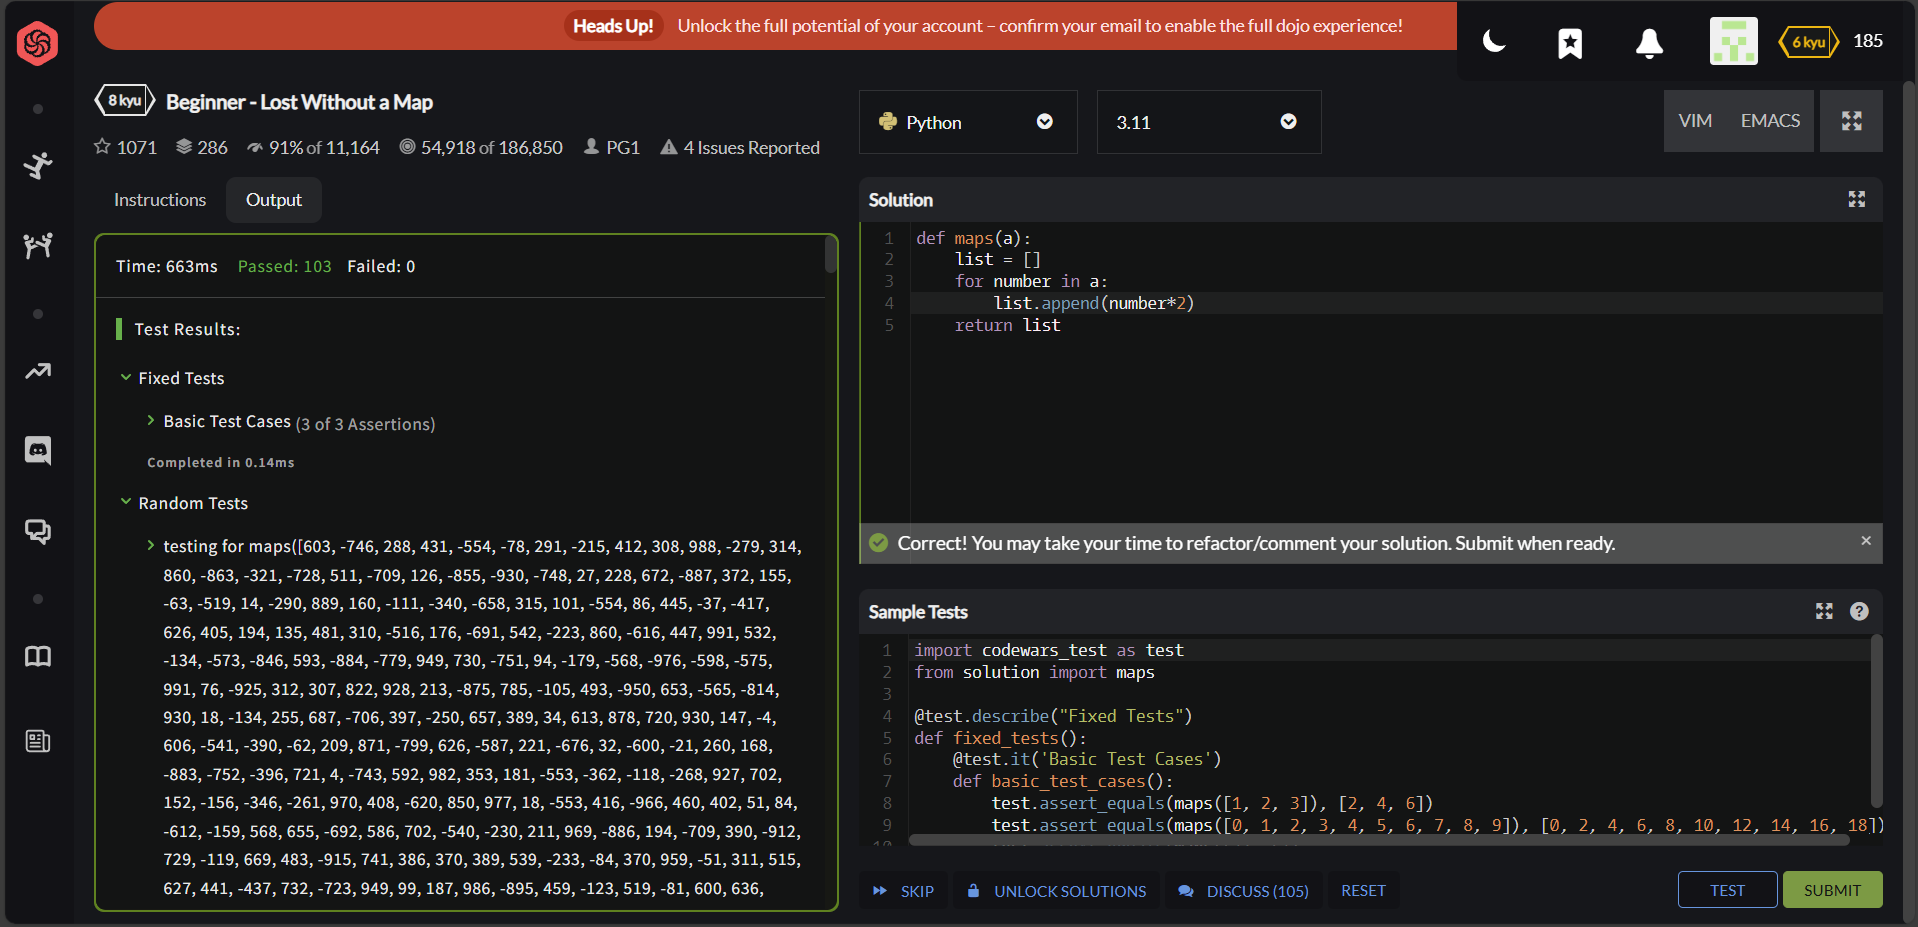 Heads Up! Unlock the full potential of your account – confirm your email to enable the full dojo experience!
6 kyu 185
8 kyu Beginner - Lost Without a Map
1071 286 91% of 11,164 54,918 of 186,850 PG1 4 Issues Reported
Instructions Output
Time: 663ms Passed: 103 Failed: 0
Test Results:
Fixed Tests
Basic Test Cases (3 of 3 Assertions)
Completed in 0.14ms
Random Tests
testing for maps([603, -746, 288, 431, -554, -78, 291, -215, 412, 308, 988, -279, 314,
860, -863, -321, -728, 511, -709, 126, -855, -930, -748, 27, 228, 672, -887, 372, 155,
-63, -519, 14, -290, 889, 160, -111, -340, -658, 315, 101, -554, 86, 445, -37, -417,
626, 405, 194, 135, 481, 310, -516, 176, -691, 542, -223, 860, -616, 447, 991, 532,
-134, -573, -846, 593, -884, -779, 949, 730, -751, 94, -179, -568, -976, -598, -575,
991, 76, -925, 312, 307, 822, 928, 213, -875, 785, -105, 493, -950, 653, -565, -814,
930, 18, -134, 255, 687, -706, 397, -250, 657, 389, 34, 613, 878, 720, 930, 147, -4,
606, -541, -390, -62, 209, 871, -799, 626, -587, 221, -676, 32, -600, -21, 260, 168,
-883, -752, -396, 721, 4, -743, 592, 982, 353, 181, -553, -362, -118, -268, 927, 702,
152, -156, -346, -261, 970, 408, -620, 850, 977, 18, -553, 416, -966, 460, 402, 51, 84,
-612, -159, 568, 655, -692, 586, 702, -540, -230, 211, 969, -886, 194, -709, 390, -912,
729, -119, 669, 483, -915, 741, 386, 370, 389, 539, -233, -84, 370, 959, -51, 311, 515,
627, 441, -437, 732, -723, 949, 99, 187, 986, -895, 459, -123, 519, -81, 600, 636,
Python 3.11 VIM EMACS
Solution
1 def maps(a):
2 list = []
3 for number in a:
4 list.append(number*2)
5 return list
Correct! You may take your time to refactor/comment your solution. Submit when ready. ×
Sample Tests ?
1 import codewars_test as test
2 from solution import maps
3
4 @test.describe("Fixed Tests")
5 def fixed_tests():
6 @test.it('Basic Test Cases')
7 def basic_test_cases():
8 test.assert_equals(maps([1, 2, 3]), [2, 4, 6])
9 test.assert_equals(maps([0, 1, 2, 3, 4, 5, 6, 7, 8, 9]), [0, 2, 4, 6, 8, 10, 12, 14, 16, 18])
10
SKIP UNLOCK SOLUTIONS DISCUSS (105) RESET TEST SUBMIT